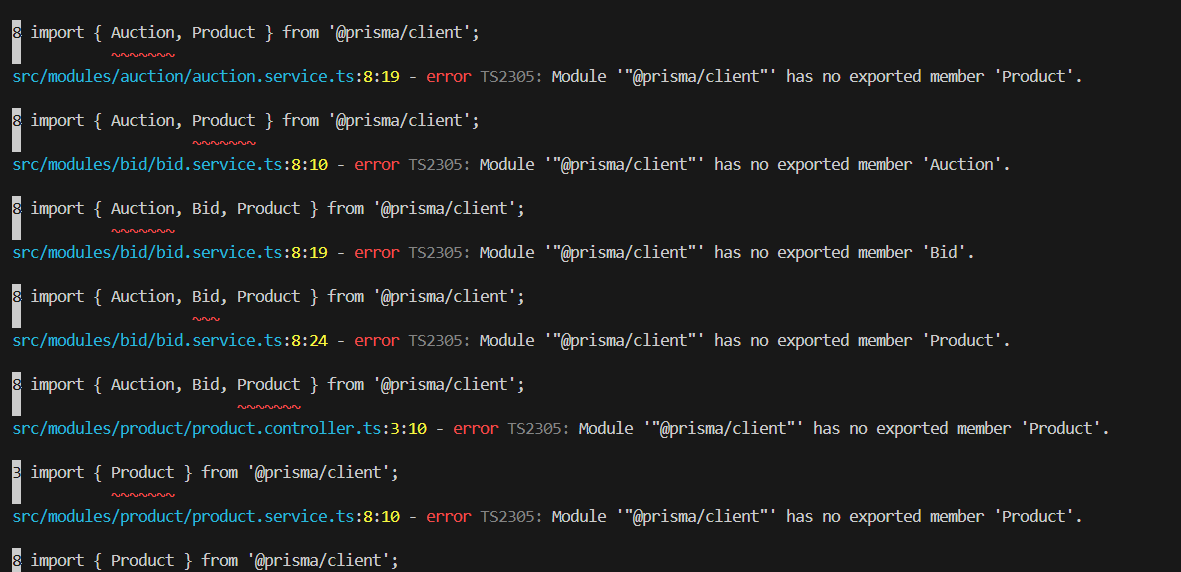 8 import { Auction, Product } from '@prisma/client';
~~~~~~~
src/modules/auction/auction.service.ts:8:19 - error TS2305: Module '"@prisma/client"' has no exported member 'Product'.
8 import { Auction, Product } from '@prisma/client';
~~~~~~~
src/modules/bid/bid.service.ts:8:10 - error TS2305: Module '"@prisma/client"' has no exported member 'Auction'.
8 import { Auction, Bid, Product } from '@prisma/client';
~~~~~~~
src/modules/bid/bid.service.ts:8:19 - error TS2305: Module '"@prisma/client"' has no exported member 'Bid'.
8 import { Auction, Bid, Product } from '@prisma/client';
~~~
src/modules/bid/bid.service.ts:8:24 - error TS2305: Module '"@prisma/client"' has no exported member 'Product'.
8 import { Auction, Bid, Product } from '@prisma/client';
~~~~~~~
src/modules/product/product.controller.ts:3:10 - error TS2305: Module '"@prisma/client"' has no exported member 'Product'.
3 import { Product } from '@prisma/client';
~~~~~~~
src/modules/product/product.service.ts:8:10 - error TS2305: Module '"@prisma/client"' has no exported member 'Product'.
8 import { Product } from '@prisma/client';